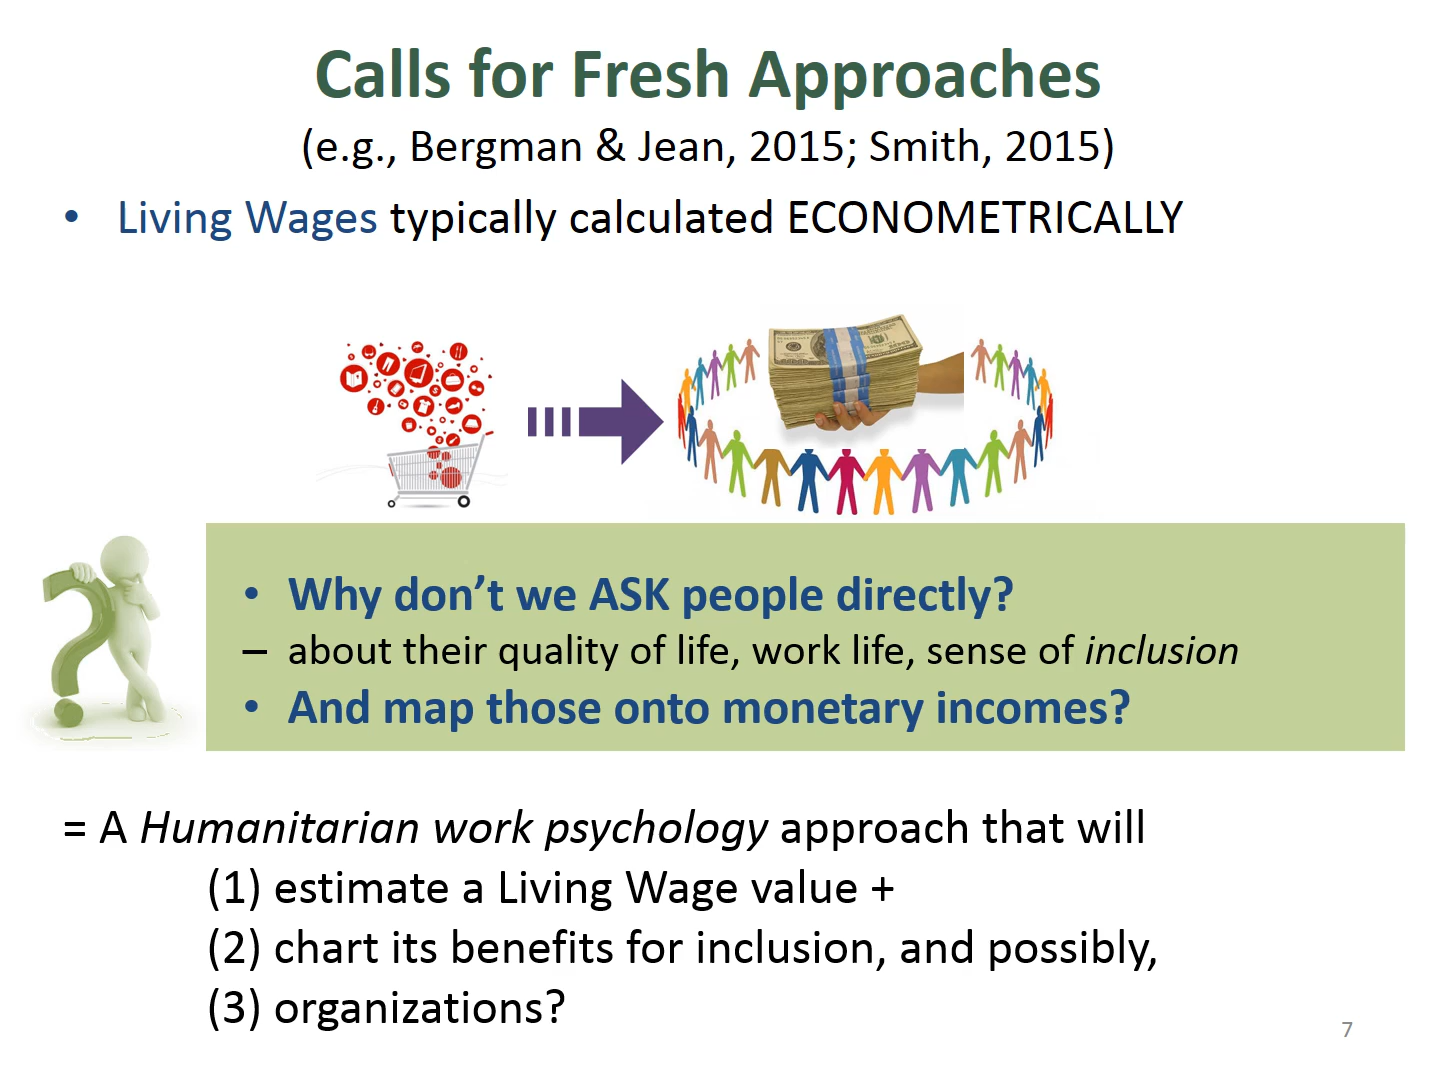 Calls for Fresh Approaches
(e.g., Bergman & Jean, 2015; Smith, 2015)
• Living Wages typically calculated ECONOMETRICALLY
• Why don’t we ASK people directly?
– about their quality of life, work life, sense of inclusion
• And map those onto monetary incomes?
= A Humanitarian work psychology approach that will
(1) estimate a Living Wage value +
(2) chart its benefits for inclusion, and possibly,
(3) organizations?
7